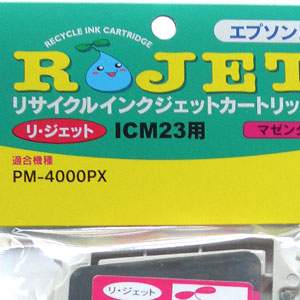 RECYCLE INK CARTRIDGE
エプソン
ROJET
リサイクルインクジェットカートリッ
リ・ジェット
ICM23用
マゼン
適合機種
PM-4000PX
リ・ジェット